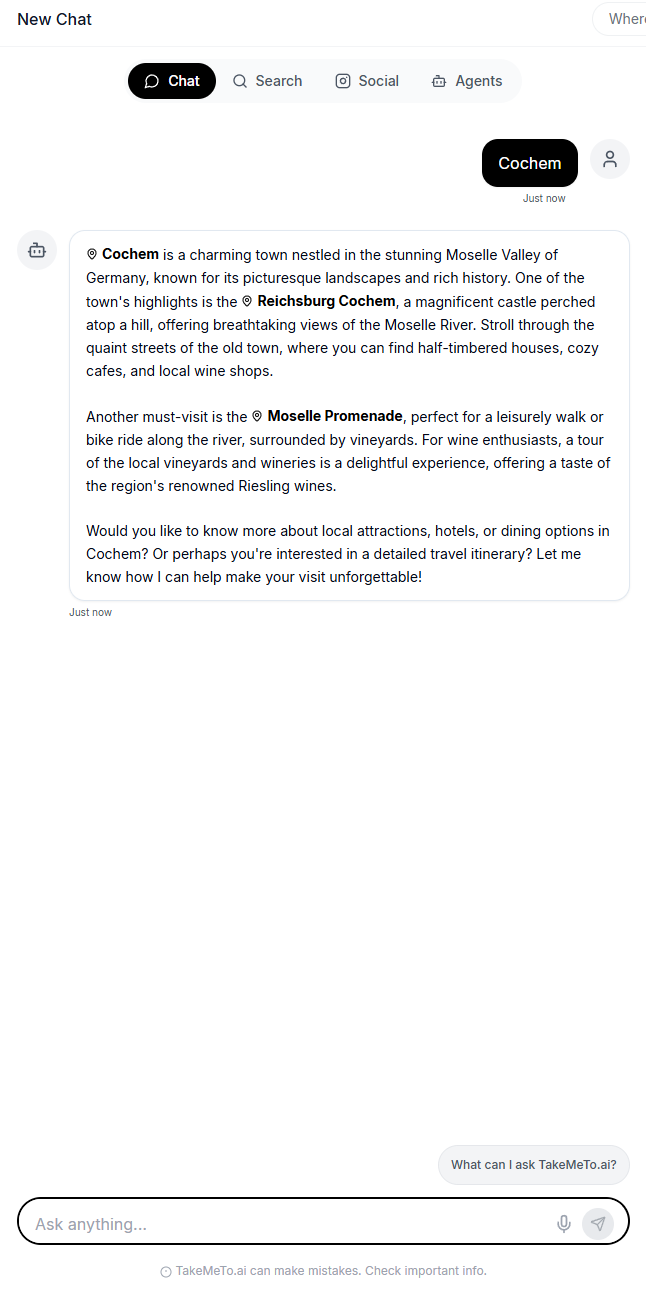 New Chat
Where
Chat
Search
Social
Agents
Cochem
Just now
Cochem is a charming town nestled in the stunning Moselle Valley of
Germany, known for its picturesque landscapes and rich history. One of the
town's highlights is the Reichsburg Cochem, a magnificent castle perched
atop a hill, offering breathtaking views of the Moselle River. Stroll through the
quaint streets of the old town, where you can find half-timbered houses, cozy
cafes, and local wine shops.
Another must-visit is the Moselle Promenade, perfect for a leisurely walk or
bike ride along the river, surrounded by vineyards. For wine enthusiasts, a tour
of the local vineyards and wineries is a delightful experience, offering a taste of
the region's renowned Riesling wines.
Would you like to know more about local attractions, hotels, or dining options in
Cochem? Or perhaps you're interested in a detailed travel itinerary? Let me
know how I can help make your visit unforgettable!
Just now
What can I ask TakeMeTo.ai?
Ask anything...
TakeMeTo.ai can make mistakes. Check important info.